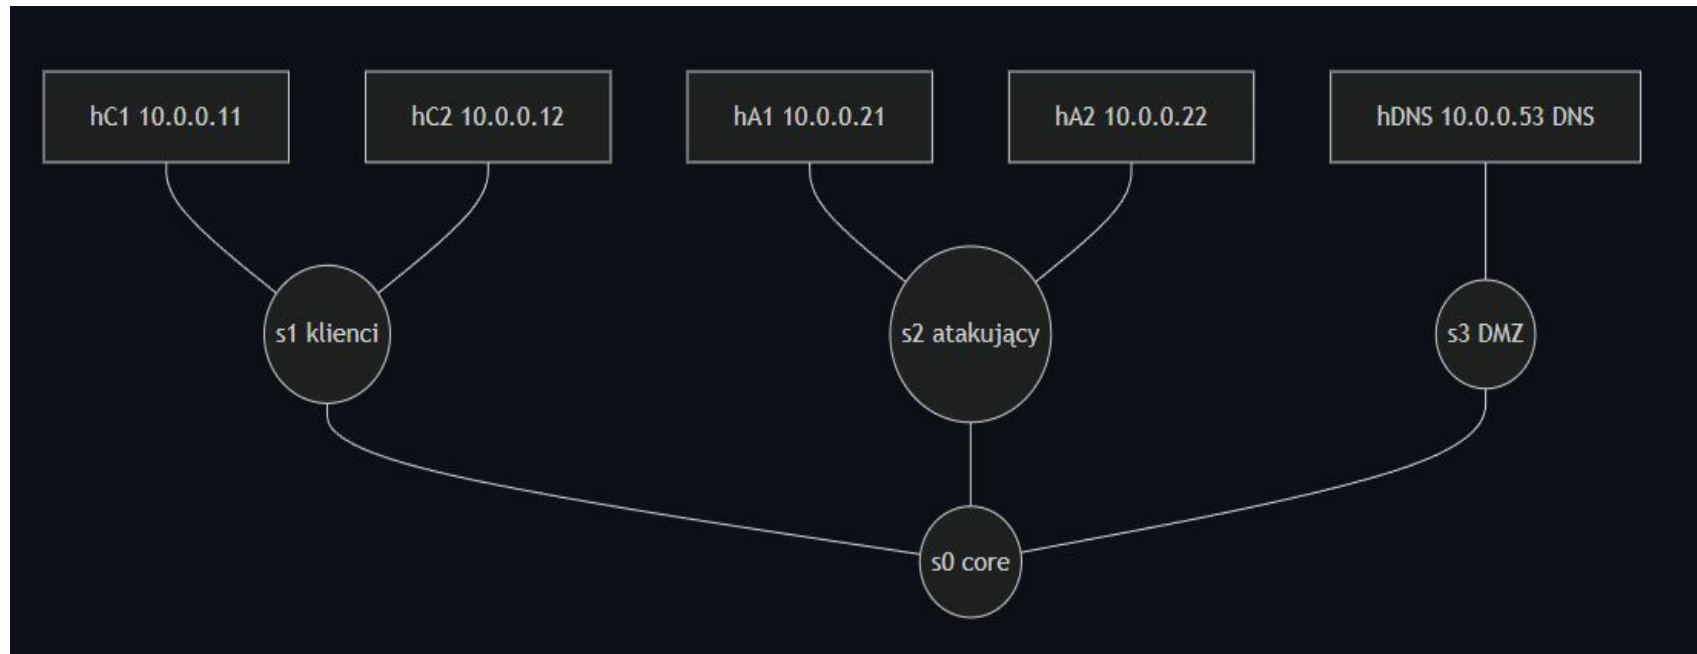 hC1 10.0.0.11
hC2 10.0.0.12
hA1 10.0.0.21
hA2 10.0.0.22
hDNS 10.0.0.53 DNS
s1 klienci
s2 atakujący
s3 DMZ
s0 core